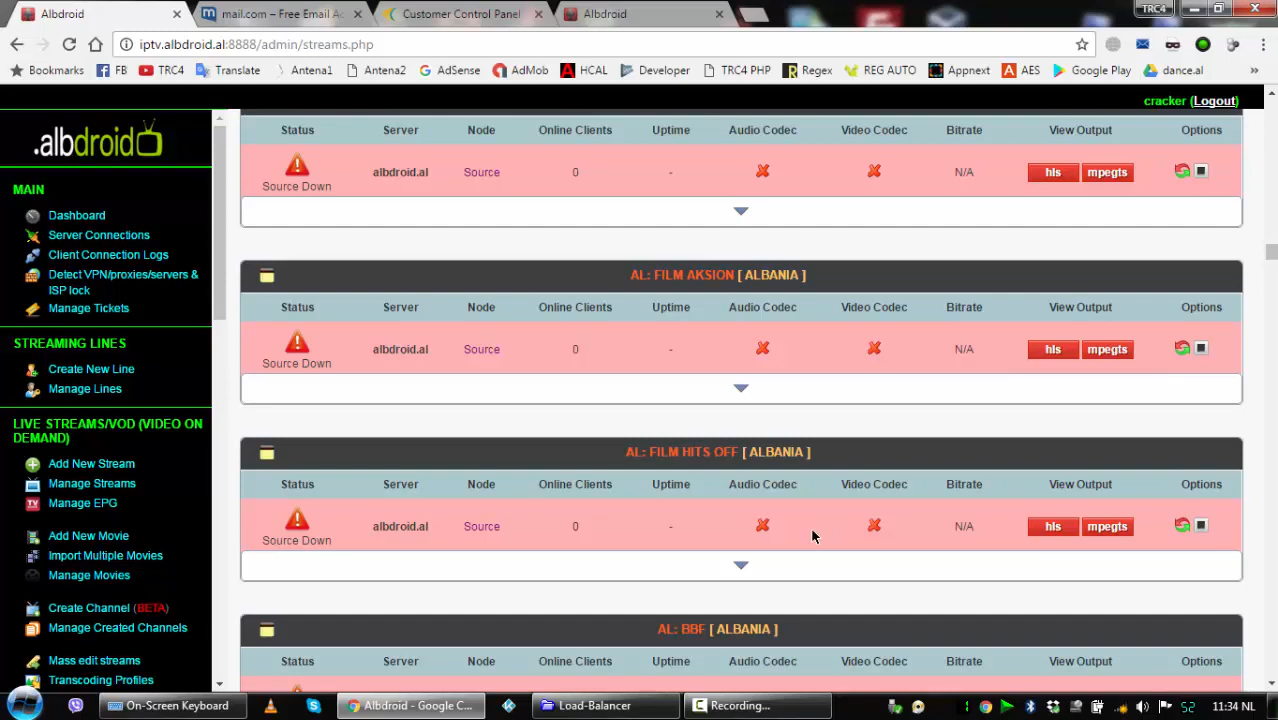 Albdroid
mail.com – Free Email Ad
Customer Control Panel
Albdroid
TRC4
iptv.albdroid.al:8888/admin/streams.php
Bookmarks
FB
TRC4
Translate
Antena1
Antena2
AdSense
AdMob
HCAL
Developer
TRC4 PHP
Regex
REG AUTO
Appnext
AES
Google Play
dance.al
»
cracker (Logout)
.albdroid
MAIN
Dashboard
Server Connections
Client Connection Logs
Detect VPN/proxies/servers &
ISP lock
Manage Tickets
STREAMING LINES
Create New Line
Manage Lines
LIVE STREAMS/VOD (VIDEO ON
DEMAND)
Add New Stream
Manage Streams
Manage EPG
Add New Movie
Import Multiple Movies
Manage Movies
Create Channel (BETA)
Manage Created Channels
Mass edit streams
Transcoding Profiles
Status Server Node Online Clients Uptime Audio Codec Video Codec Bitrate View Output Options
albdroid.al Source 0 - N/A hls mpegts
Source Down
AL: FILM AKSION [ ALBANIA ]
Status Server Node Online Clients Uptime Audio Codec Video Codec Bitrate View Output Options
albdroid.al Source 0 - N/A hls mpegts
Source Down
AL: FILM HITS OFF [ ALBANIA ]
Status Server Node Online Clients Uptime Audio Codec Video Codec Bitrate View Output Options
albdroid.al Source 0 - N/A hls mpegts
Source Down
AL: BBF [ ALBANIA ]
Status Server Node Online Clients Uptime Audio Codec Video Codec Bitrate View Output Options
On-Screen Keyboard
Albdroid - Google C...
Load-Balancer
Recording...
52
11:34 NL